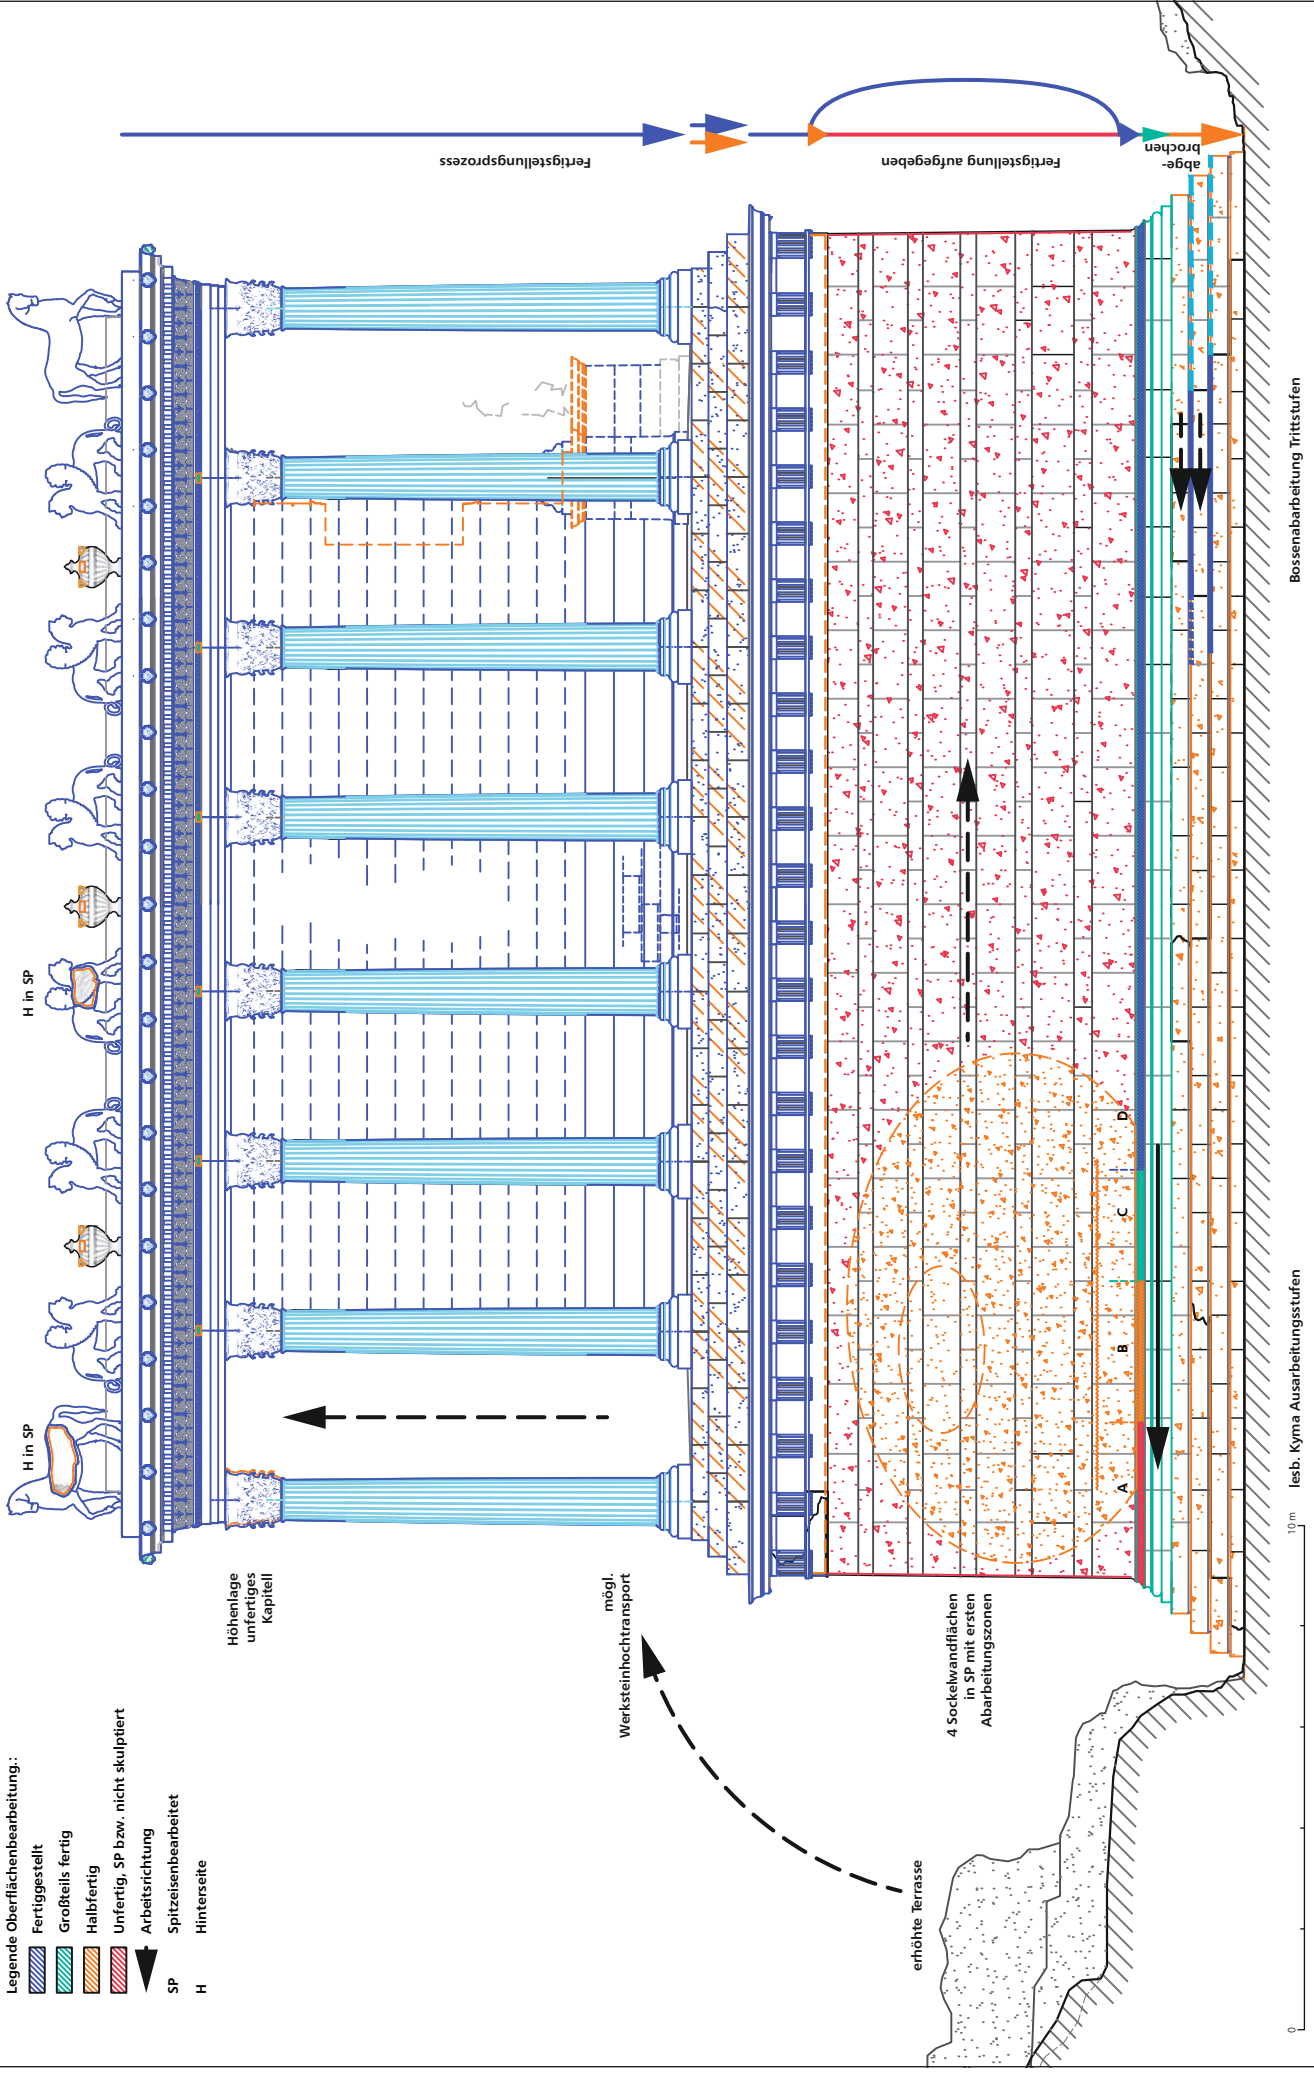 Legende Oberflächenbearbeitung.:
Fertiggestellt
Großteils fertig
Halbfertig
Unfertig, SP bzw. nicht skulptiert
Arbeitsrichtung
SP Spitzeisenbearbeitet
H Hinterseite
H in SP
H in SP
Höhenlage
unfertiges
Kapitell
Fertigstellungsprozess
mögl.
Werksteinhochtransport
Fertigstellung aufgegeben
4 Sockelwandflächen
in SP mit ersten
Abarbeitungszonen
erhöhte Terrasse
A
B
C
D
abge-
brochen
0
10 m
lesb. Kyma Ausarbeitungsstufen
Bossenabarbeitung Trittstufen